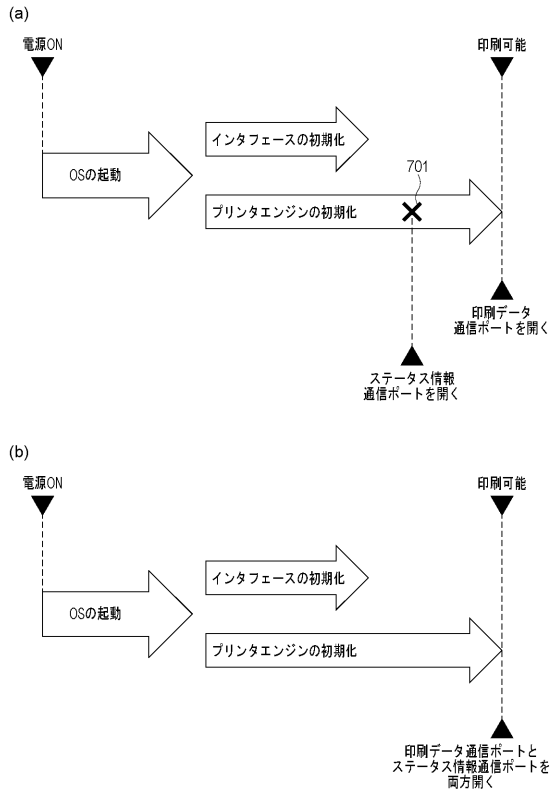 (a)
電源ON
印刷可能
インタフェースの初期化
OSの起動
701
プリンタエンジンの初期化
印刷データ
通信ポートを開く
ステータス情報
通信ポートを開く
(b)
電源ON
印刷可能
インタフェースの初期化
OSの起動
プリンタエンジンの初期化
印刷データ通信ポートと
ステータス情報通信ポートを
両方開く